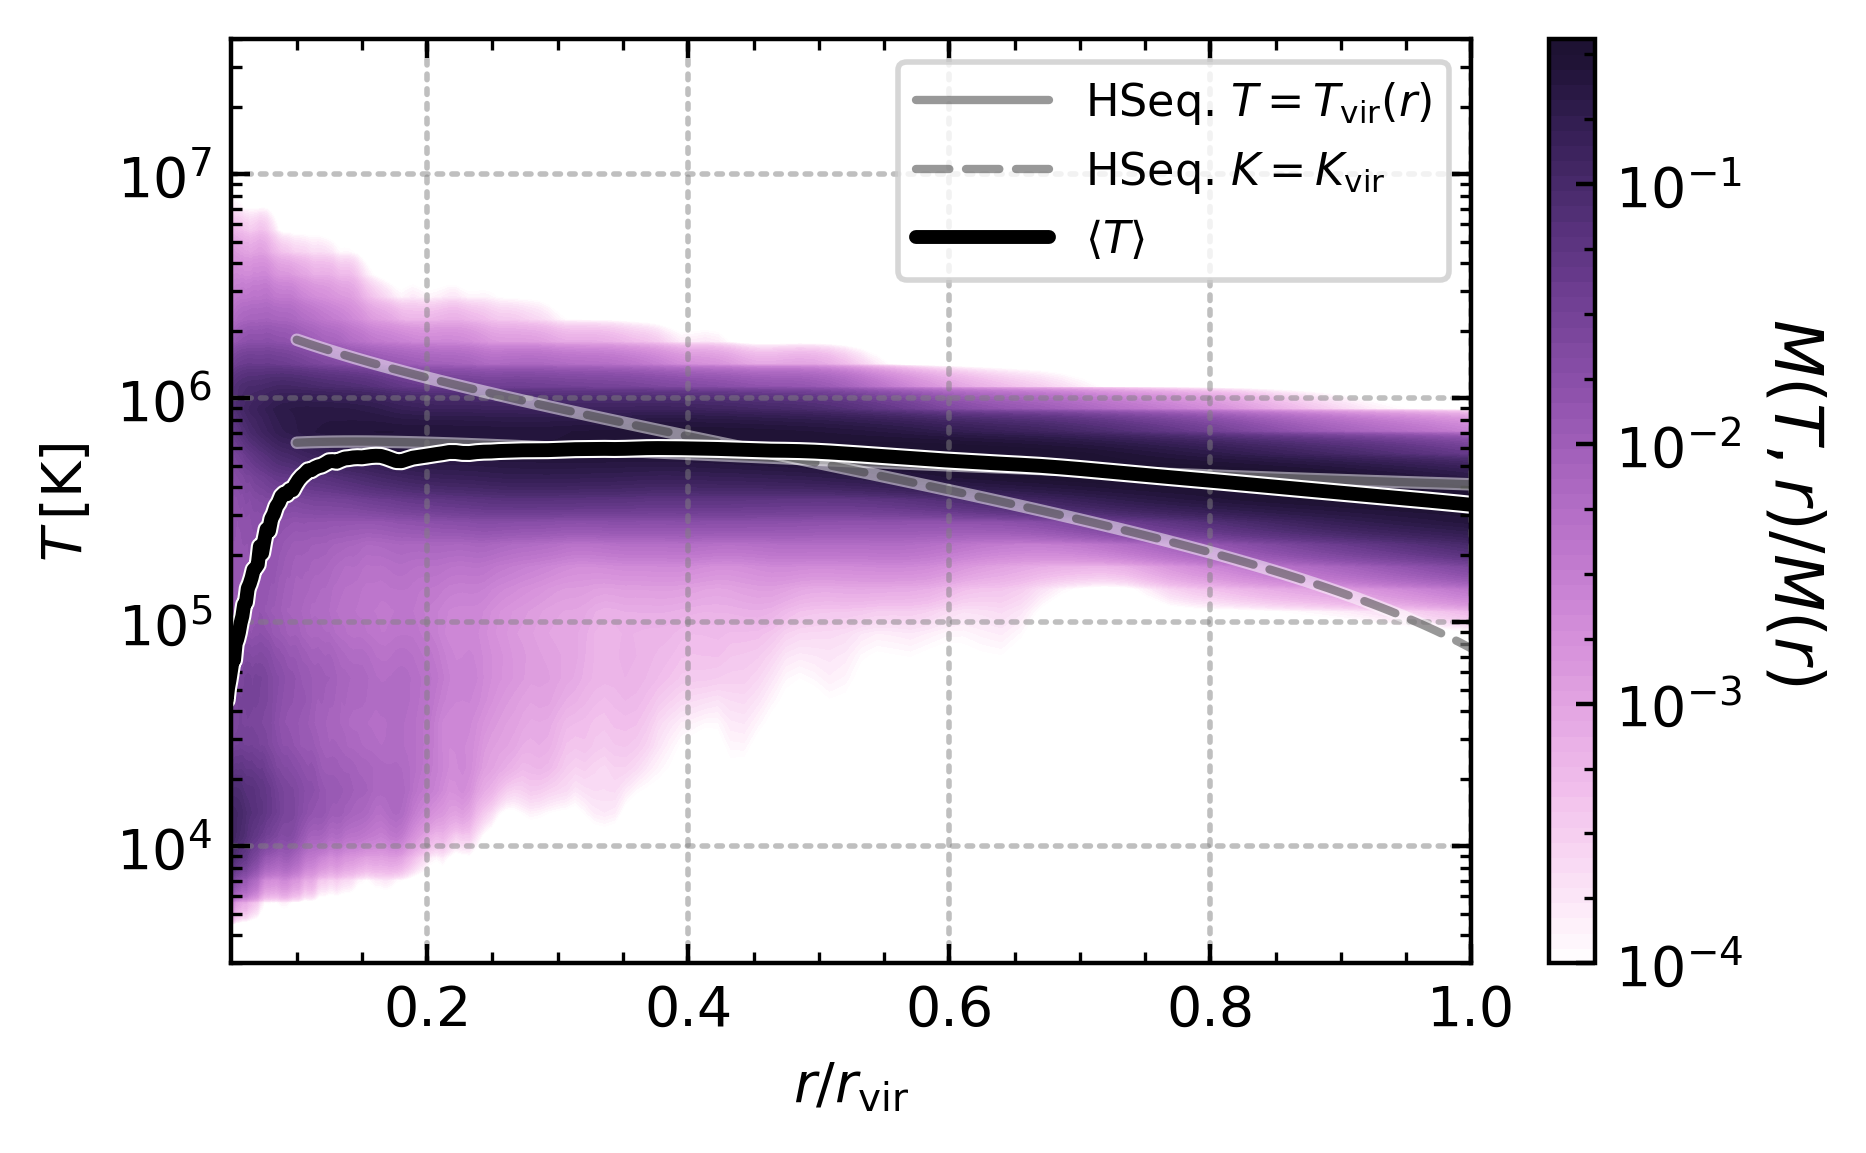 HSeq. T = T_vir(r)
HSeq. K = K_vir
⟨T⟩
10^7
10^6
10^5
10^4
T [K]
0.2 0.4 0.6 0.8 1.0
r/r_vir
10^−1
10^−2
10^−3
10^−4
M(T, r)/M(r)